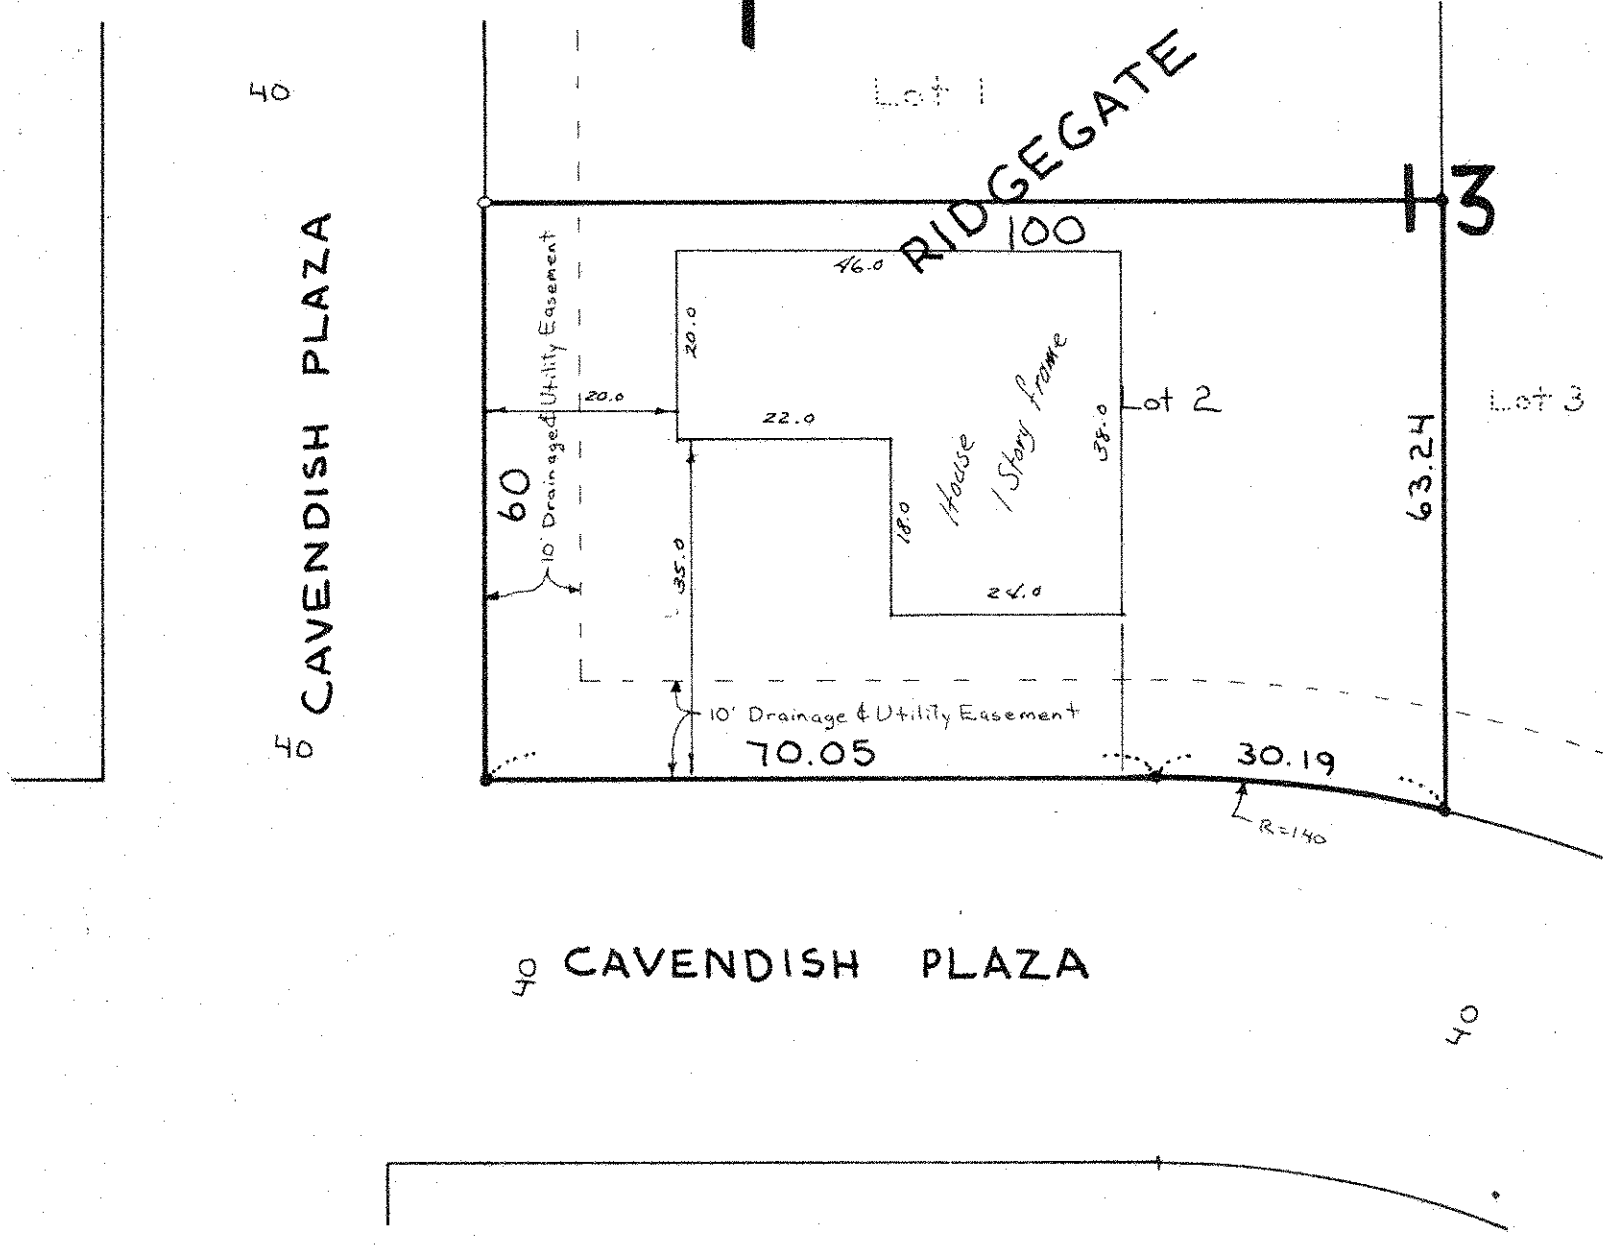 40
Lot 1
RIDGEGATE
13
100
46.0
CAVENDISH PLAZA
10' Drainage & Utility Easement
20.0
20.0
22.0
House
1 Story Frame
38.0
Lot 2
Lot 3
60
63.24
18.0
35.0
24.0
10' Drainage & Utility Easement
40
70.05
30.19
R=140
40
CAVENDISH PLAZA
40